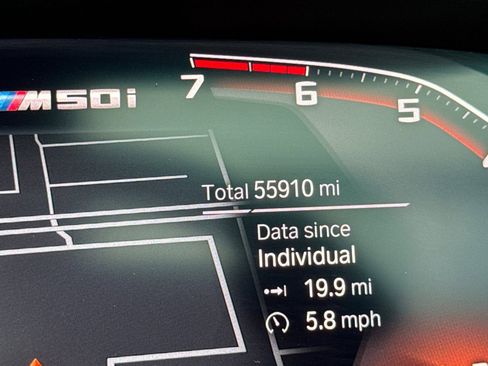 M50i
7
6
5
Total 55910 mi
Data since
Individual
19.9 mi
5.8 mph